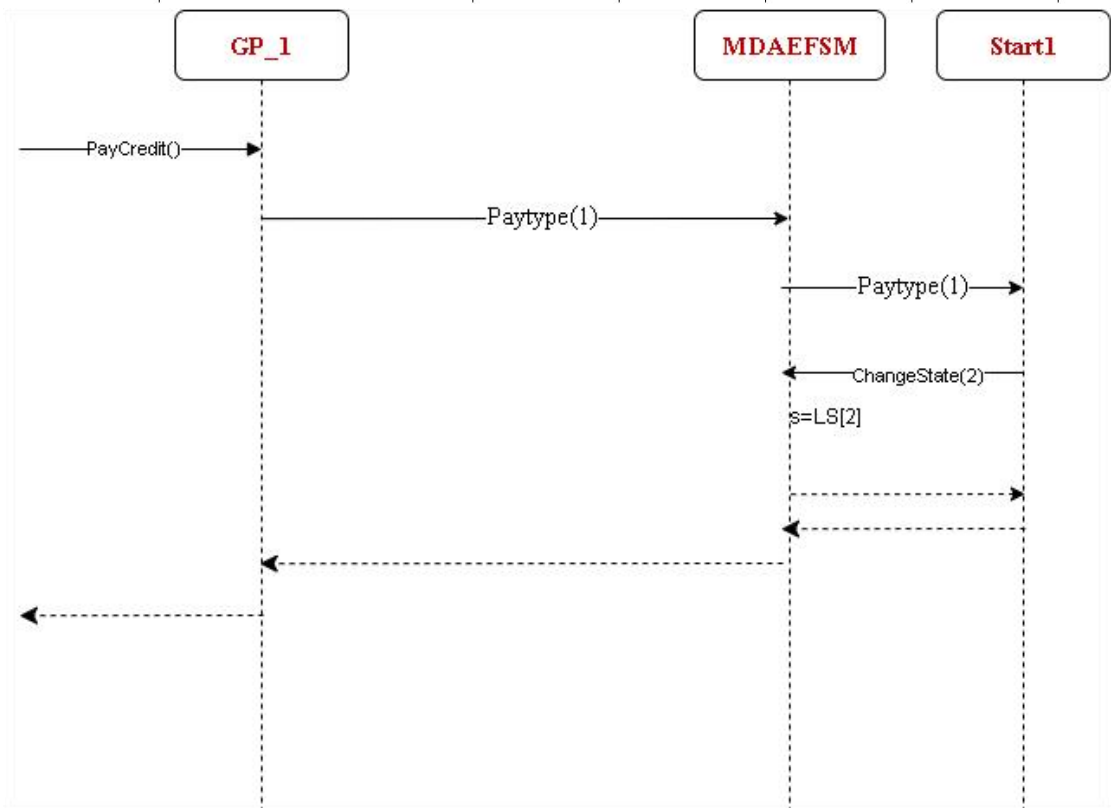 GP_1
MDAEFSM
Start1
PayCredit()
Paytype(1)
Paytype(1)
ChangeState(2)
s=LS[2]